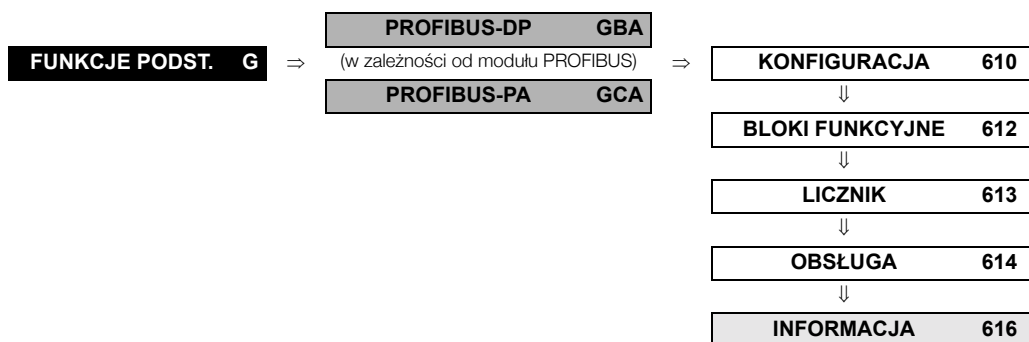 PROFIBUS-DP GBA
FUNKCJE PODST. G ⇒ (w zależności od modułu PROFIBUS) ⇒ KONFIGURACJA 610
PROFIBUS-PA GCA
⇓
BLOKI FUNKCYJNE 612
⇓
LICZNIK 613
⇓
OBSŁUGA 614
⇓
INFORMACJA 616